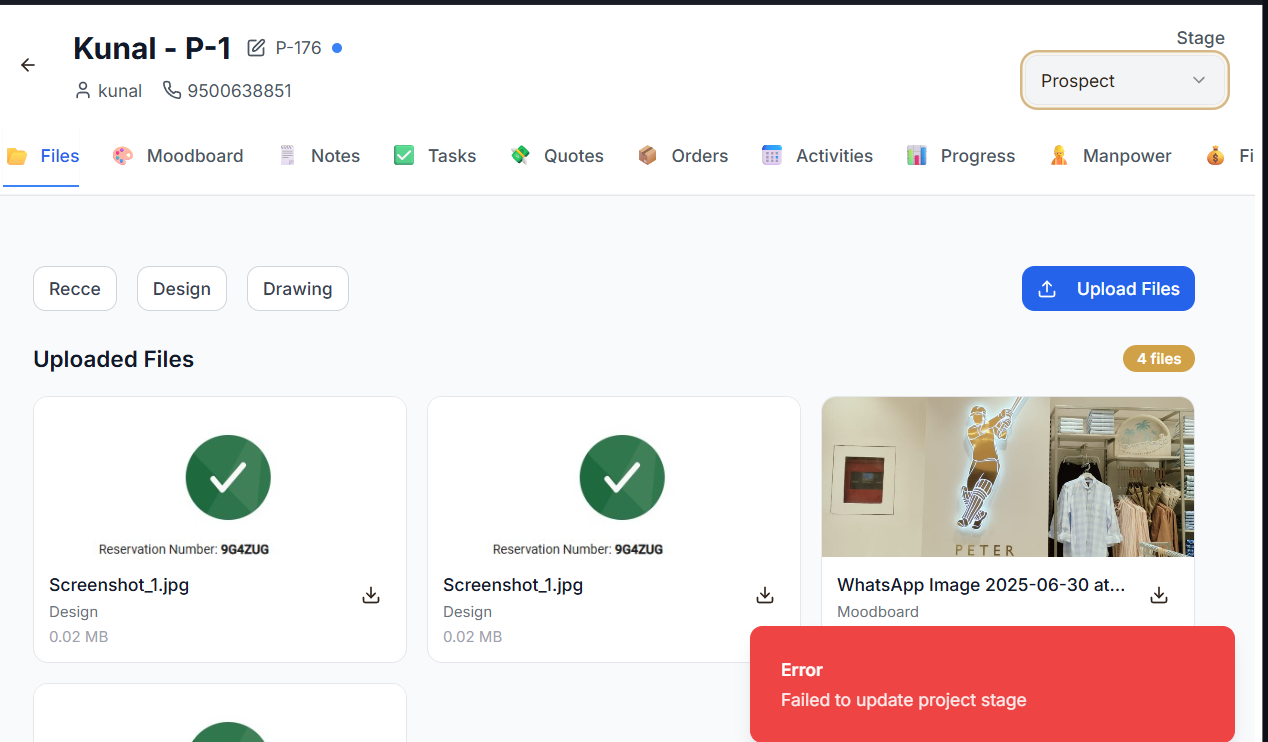 Kunal - P-1 P-176
Stage
kunal 9500638851
Prospect
Files Moodboard Notes Tasks Quotes Orders Activities Progress Manpower Fi
Recce Design Drawing Upload Files
Uploaded Files 4 files
Reservation Number: 9G4ZUG
Reservation Number: 9G4ZUG
PETER
Screenshot_1.jpg
Design
0.02 MB
Screenshot_1.jpg
Design
0.02 MB
WhatsApp Image 2025-06-30 at...
Moodboard
Error
Failed to update project stage